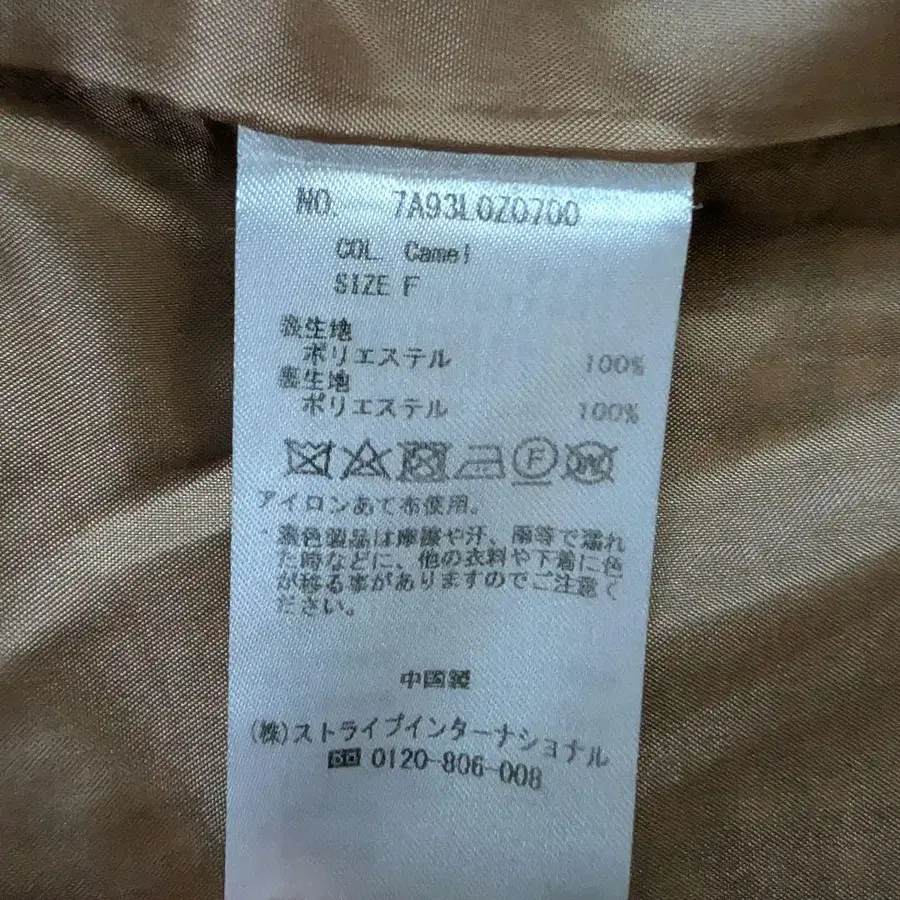 NO. 7A93L0Z0700
COL. Camel
SIZE F
表生地
ポリエステル 100%
裏生地
ポリエステル 100%
F
W
アイロンあて布使用。
濃色製品は摩擦や汗、雨等で濡れ
た時などに、他の衣料や下着に色
が移る事がありますのでご注意く
ださい。
中国製
(株)ストライプインターナショナル
0120-806-008